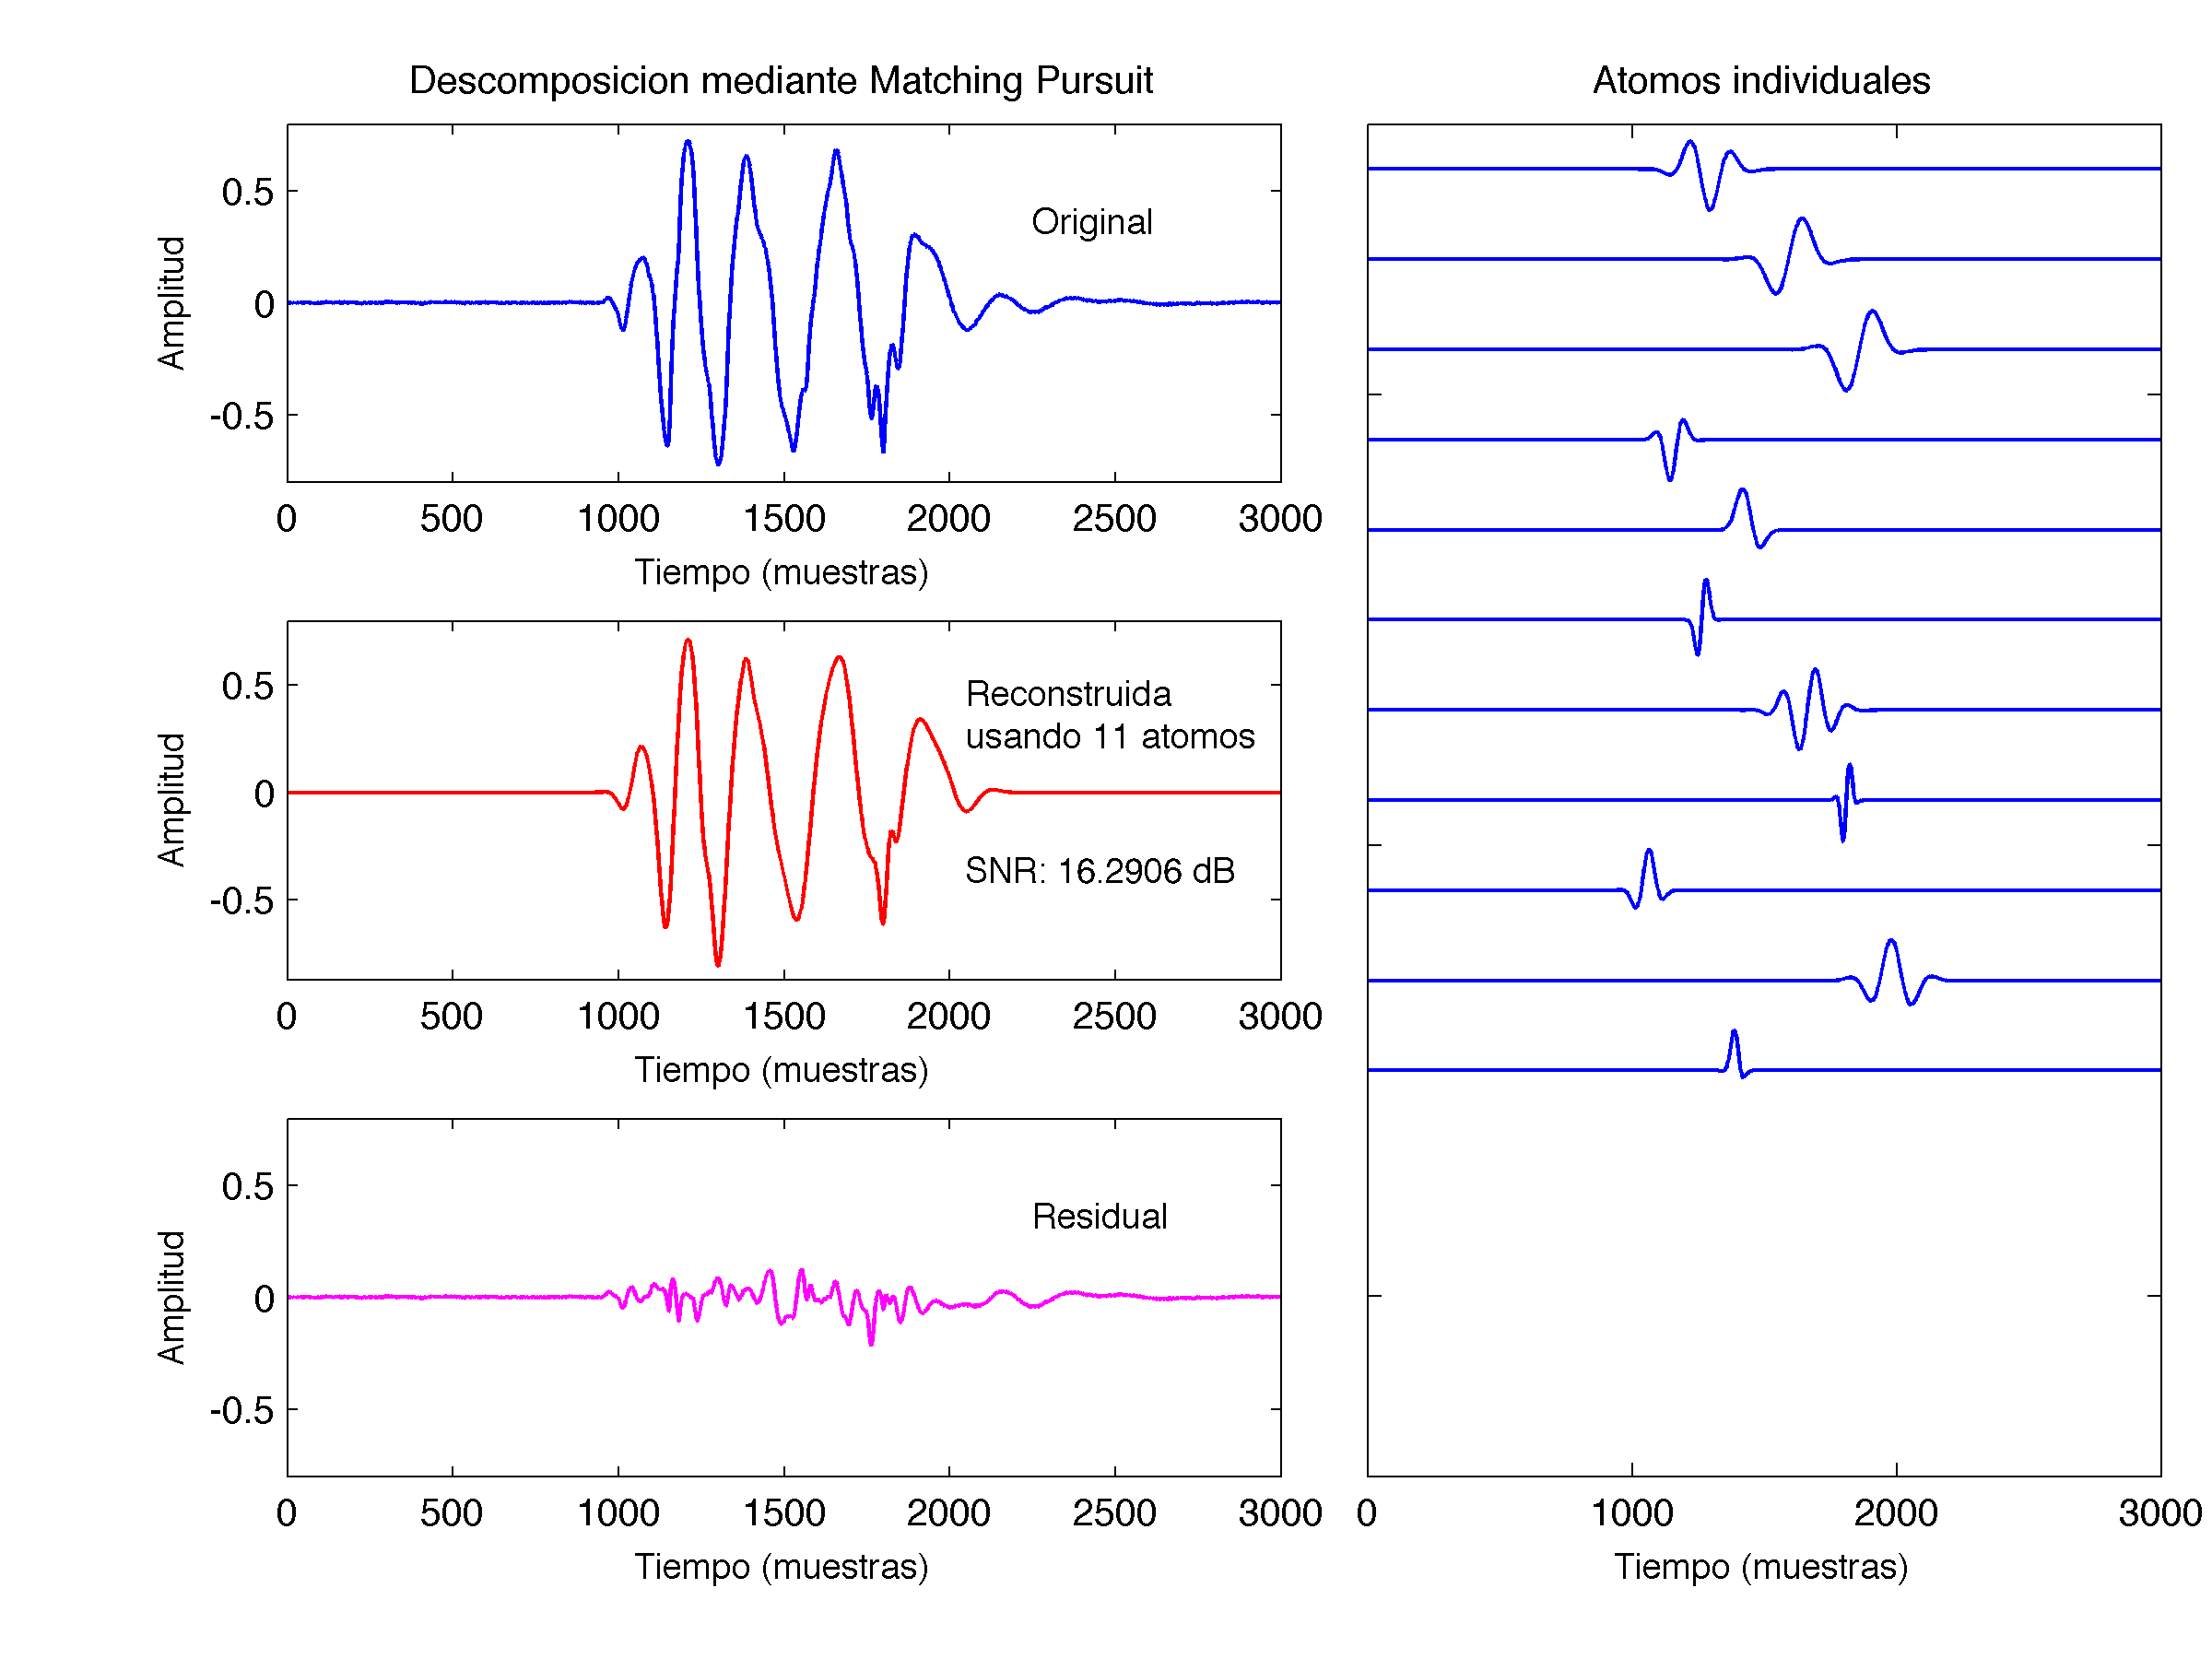 Descomposicion mediante Matching Pursuit
Amplitud
0.5
0
-0.5
Original
0 500 1000 1500 2000 2500 3000
Tiempo (muestras)
Amplitud
0.5
0
-0.5
Reconstruida
usando 11 atomos
SNR: 16.2906 dB
0 500 1000 1500 2000 2500 3000
Tiempo (muestras)
Amplitud
0.5
0
-0.5
Residual
0 500 1000 1500 2000 2500 3000
Tiempo (muestras)
Atomos individuales
0 1000 2000 3000
Tiempo (muestras)